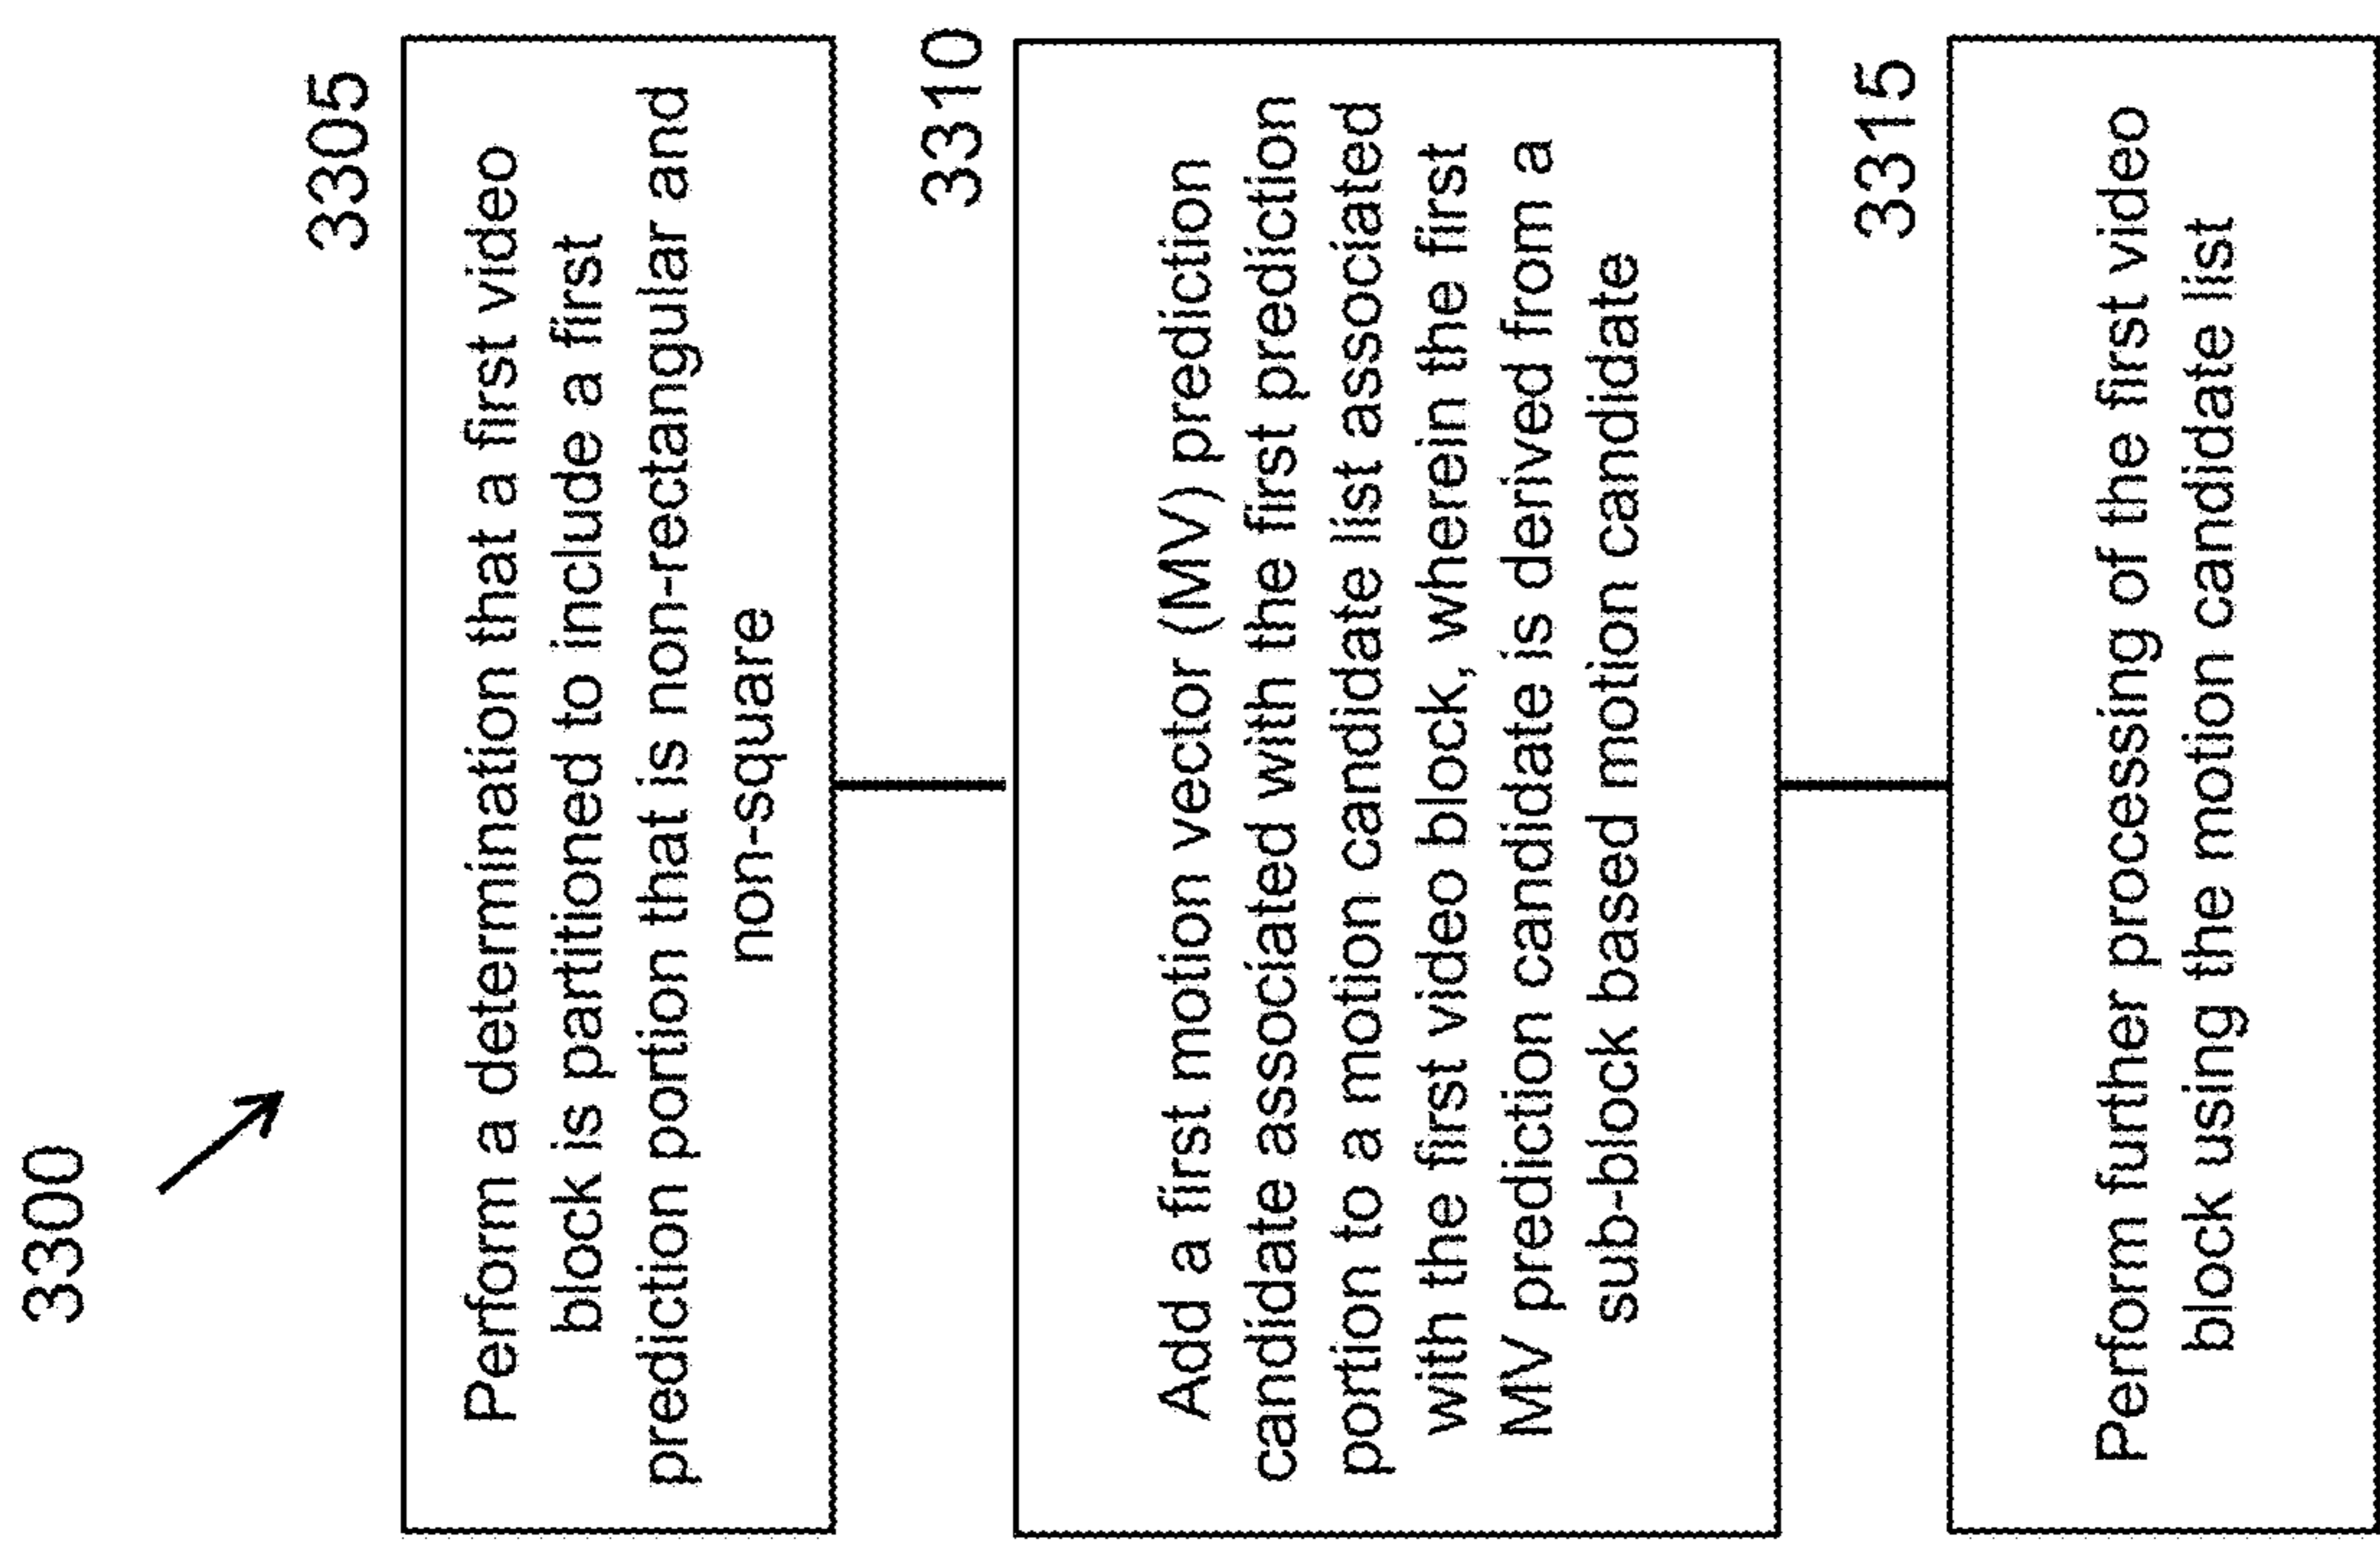 3300
3305
Perform a determination that a first video
block is partitioned to include a first
prediction portion that is non-rectangular and
non-square
3310
Add a first motion vector (MV) prediction
candidate associated with the first prediction
portion to a motion candidate list associated
with the first video block, wherein the first
MV prediction candidate is derived from a
sub-block based motion candidate
3315
Perform further processing of the first video
block using the motion candidate list